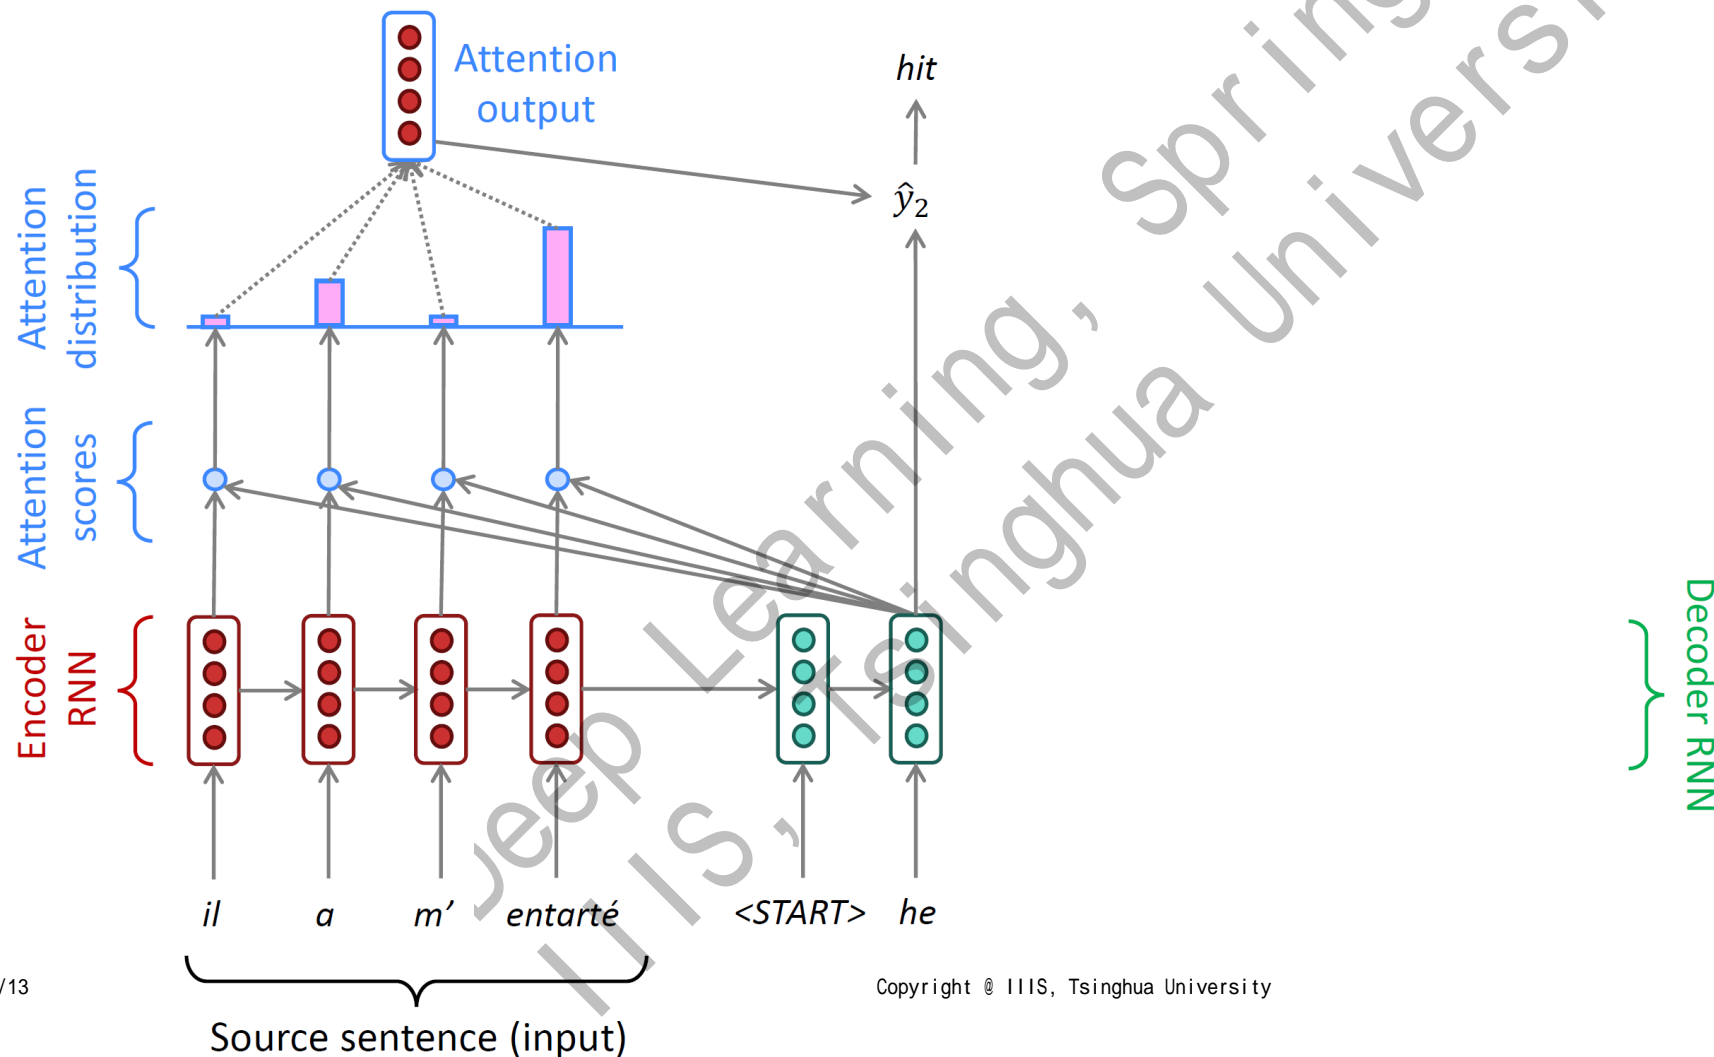 Attention
output
hit
ŷ₂
Attention
distribution
Attention
scores
Encoder
RNN
Decoder RNN
il a m’ entarté <START> he
Source sentence (input)
/13
Copyright @ IIIS, Tsinghua University
Deep Learning, Spring
IIIS, Tsinghua Universi